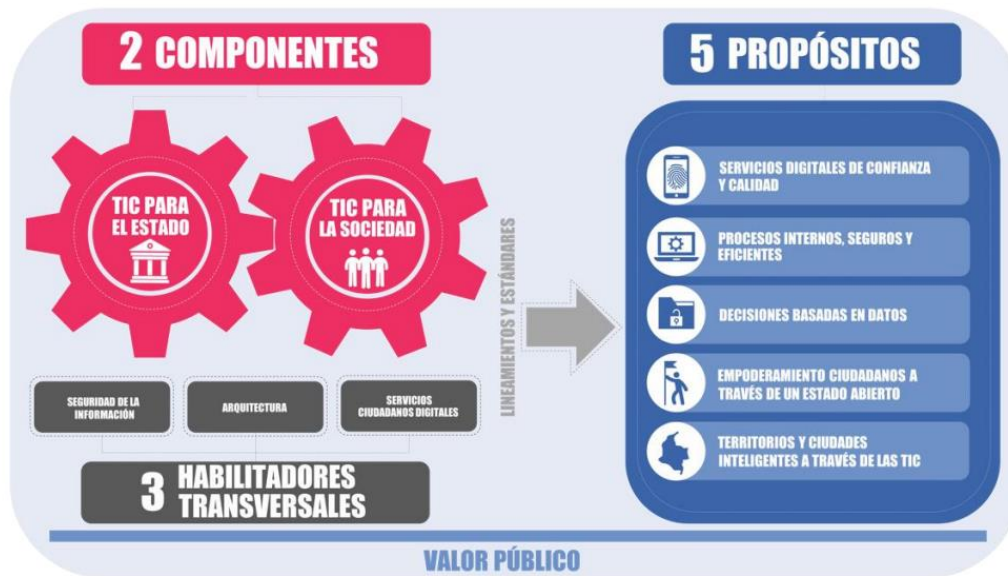 2 COMPONENTES
TIC PARA
EL ESTADO
TIC PARA
LA SOCIEDAD
SEGURIDAD DE LA
INFORMACIÓN
ARQUITECTURA
SERVICIOS
CIUDADANOS DIGITALES
3 HABILITADORES
TRANSVERSALES
LINEAMIENTOS Y ESTÁNDARES
5 PROPÓSITOS
SERVICIOS DIGITALES DE CONFIANZA
Y CALIDAD
PROCESOS INTERNOS, SEGUROS Y
EFICIENTES
DECISIONES BASADAS EN DATOS
EMPODERAMIENTO CIUDADANOS A
TRAVÉS DE UN ESTADO ABIERTO
TERRITORIOS Y CIUDADES
INTELIGENTES A TRAVÉS DE LAS TIC
VALOR PÚBLICO